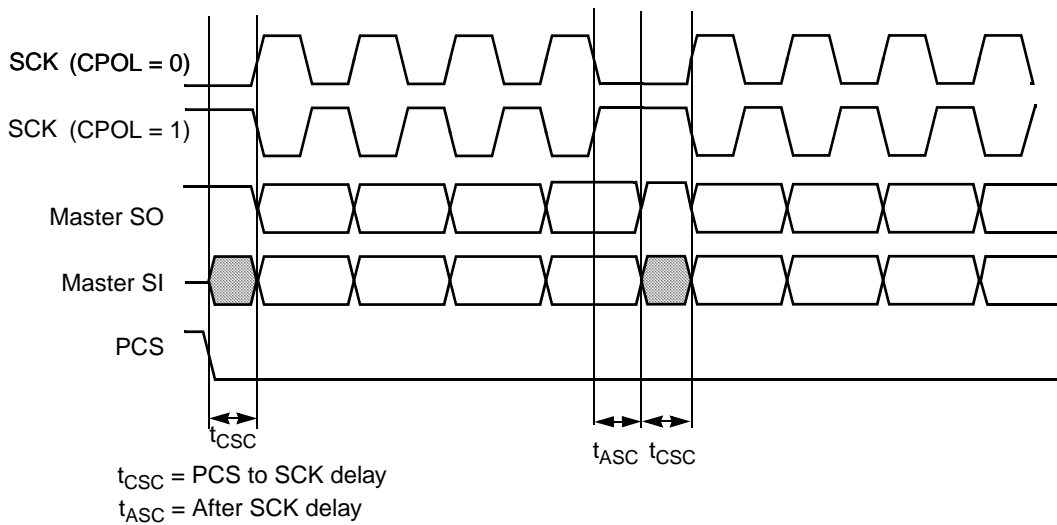 SCK (CPOL = 0)
SCK (CPOL = 1)
Master SO
Master SI
PCS
tCSC
tASC tCSC
tCSC = PCS to SCK delay
tASC = After SCK delay